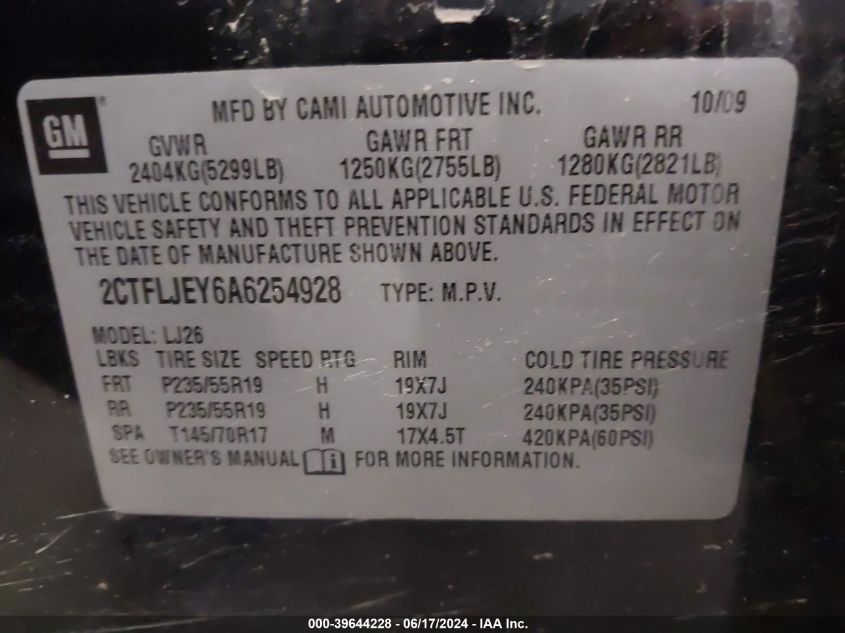 GM®
MFD BY CAMI AUTOMOTIVE INC. 10/09
GVWR GAWR FRT GAWR RR
2404KG(5299LB) 1250KG(2755LB) 1280KG(2821LB)
THIS VEHICLE CONFORMS TO ALL APPLICABLE U.S. FEDERAL MOTOR
VEHICLE SAFETY AND THEFT PREVENTION STANDARDS IN EFFECT ON
THE DATE OF MANUFACTURE SHOWN ABOVE.
2CTFLJEY6A6254928 TYPE: M.P.V.
MODEL: LJ26
LBKS TIRE SIZE SPEED RTG RIM COLD TIRE PRESSURE
FRT P235/55R19 H 19X7J 240KPA(35PSI)
RR P235/55R19 H 19X7J 240KPA(35PSI)
SPA T145/70R17 M 17X4.5T 420KPA(60PSI)
SEE OWNER'S MANUAL i FOR MORE INFORMATION.
000-39644228 - 06/17/2024 - IAA Inc.